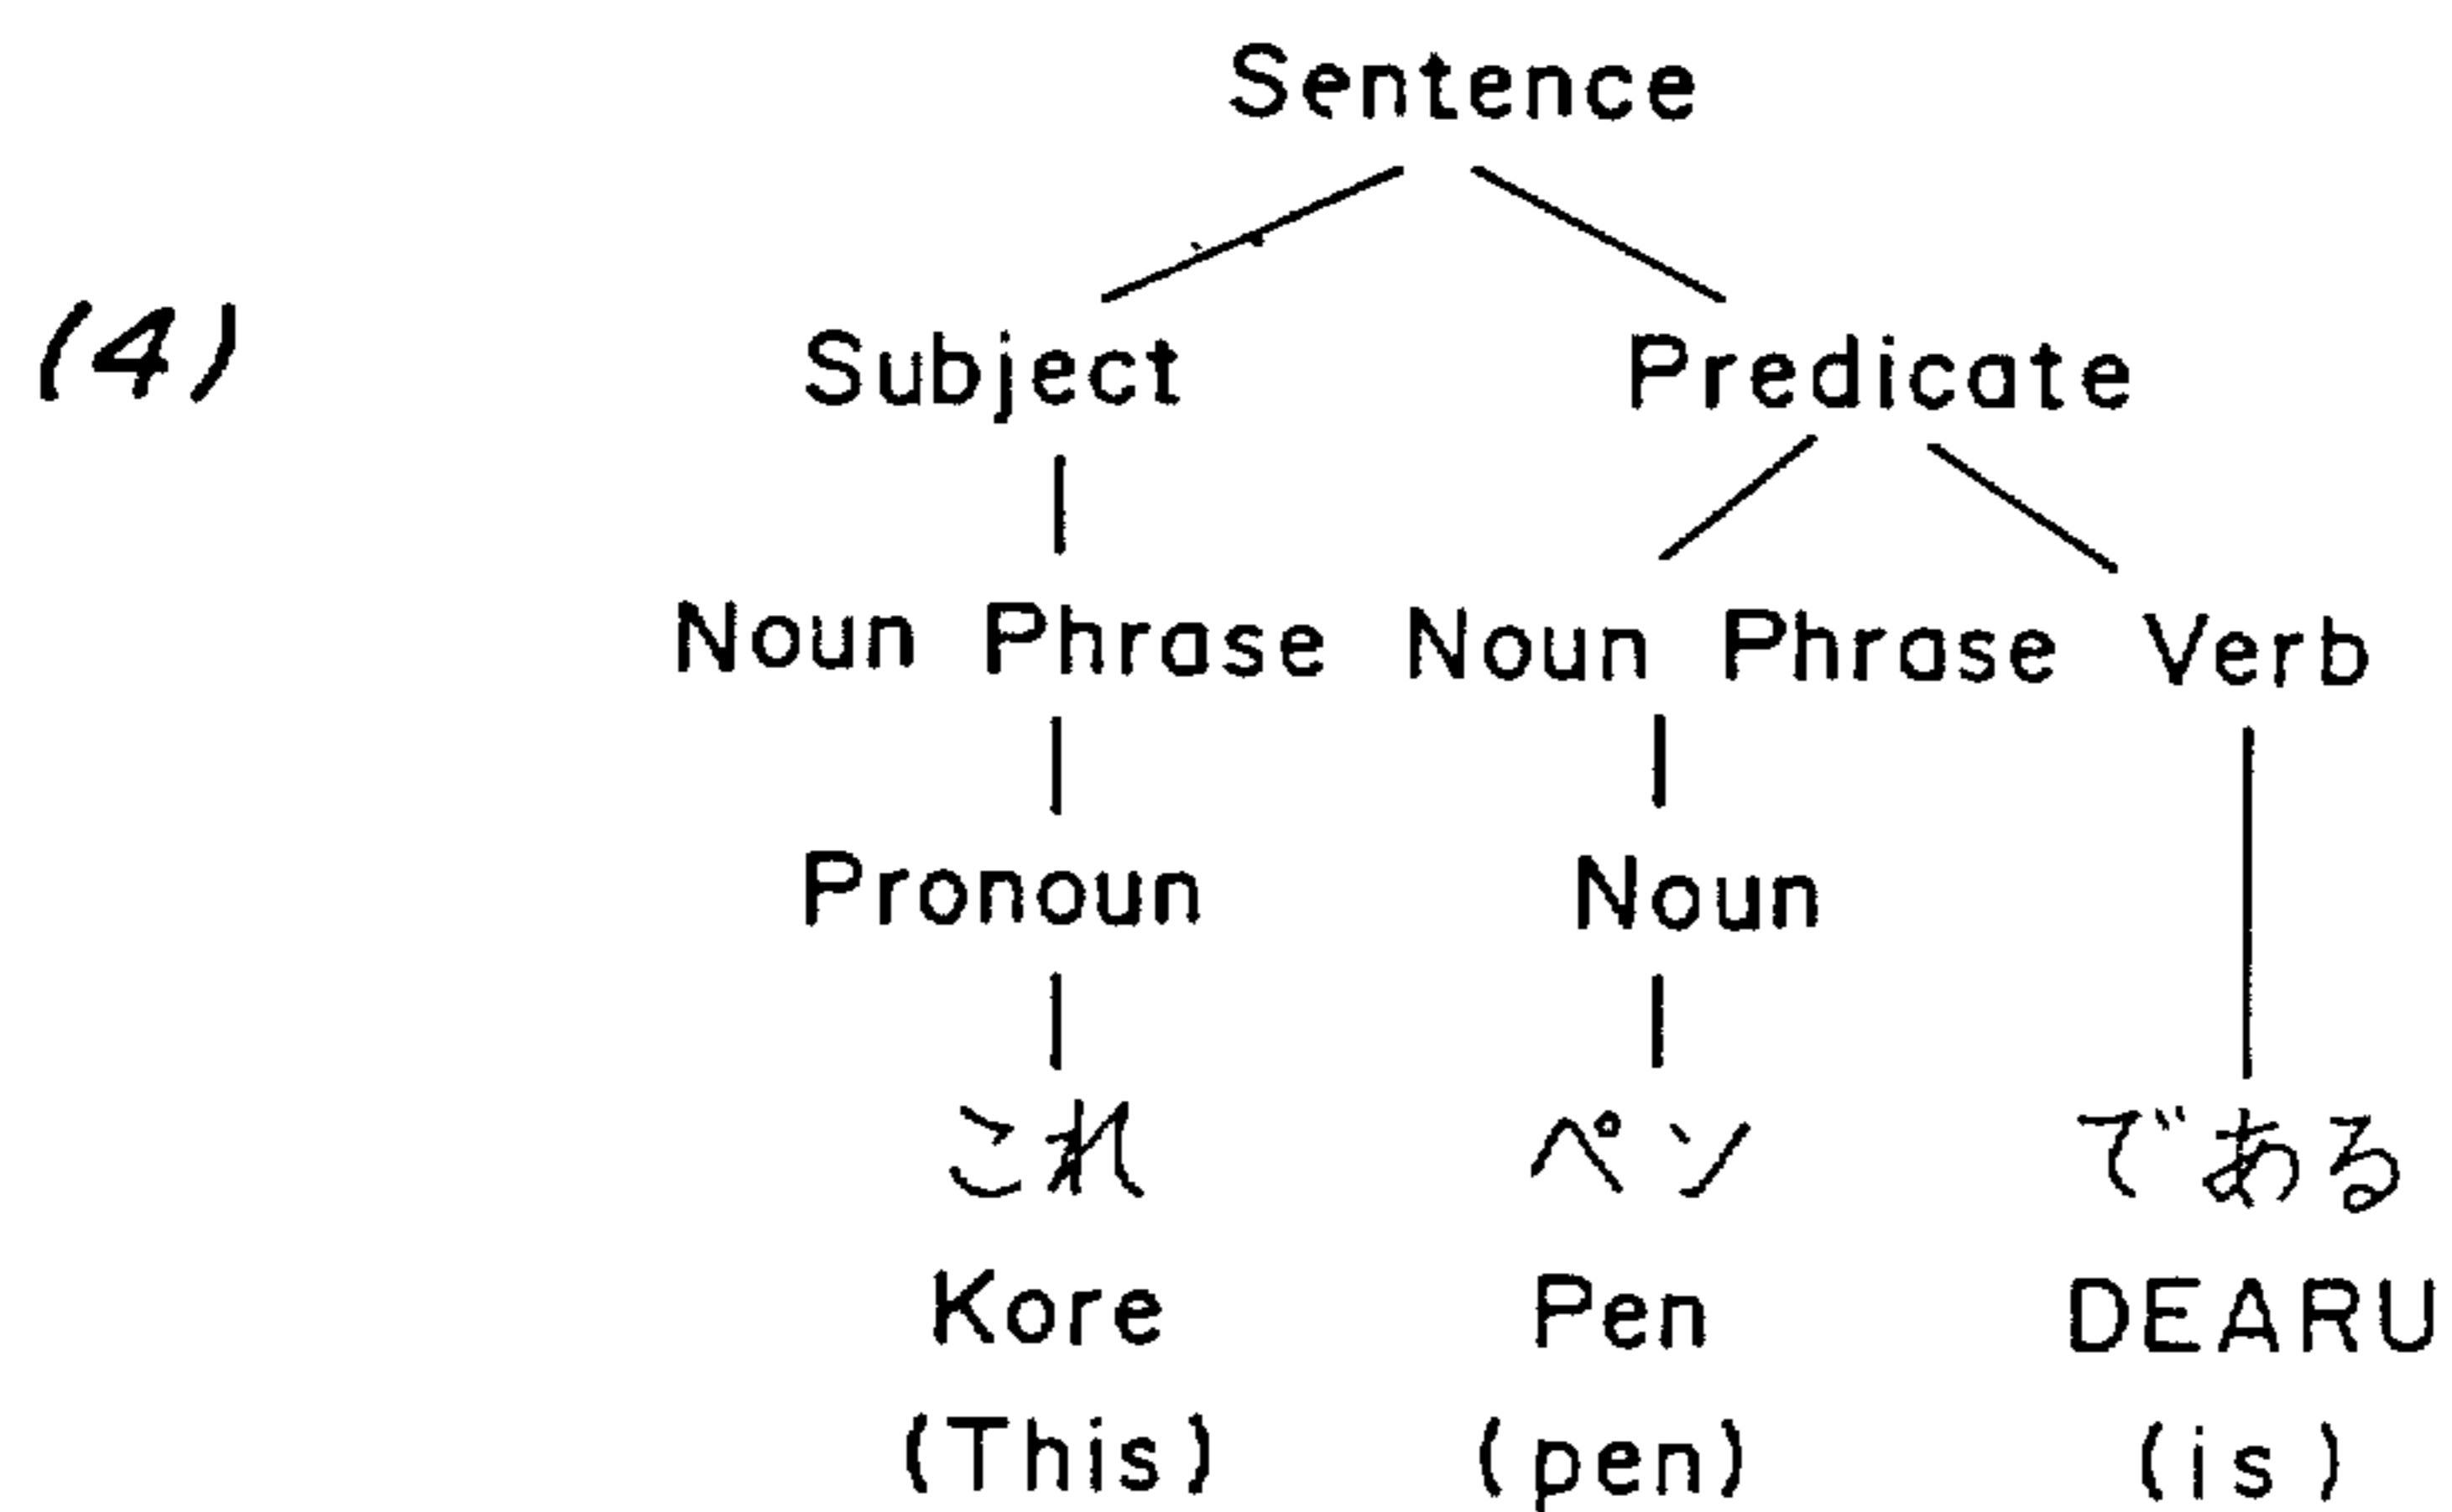 Sentence
(4)
Subject Predicate
Noun Phrase Noun Phrase Verb
Pronoun Noun
これ ペン である
Kore Pen DEARU
(This) (pen) (is)